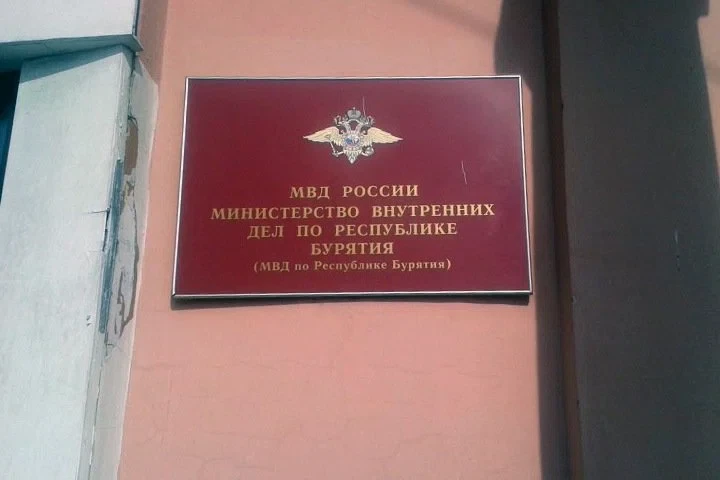 МВД РОССИИ
МИНИСТЕРСТВО ВНУТРЕННИХ
ДЕЛ ПО РЕСПУБЛИКЕ
БУРЯТИЯ
(МВД по Республике Бурятия)